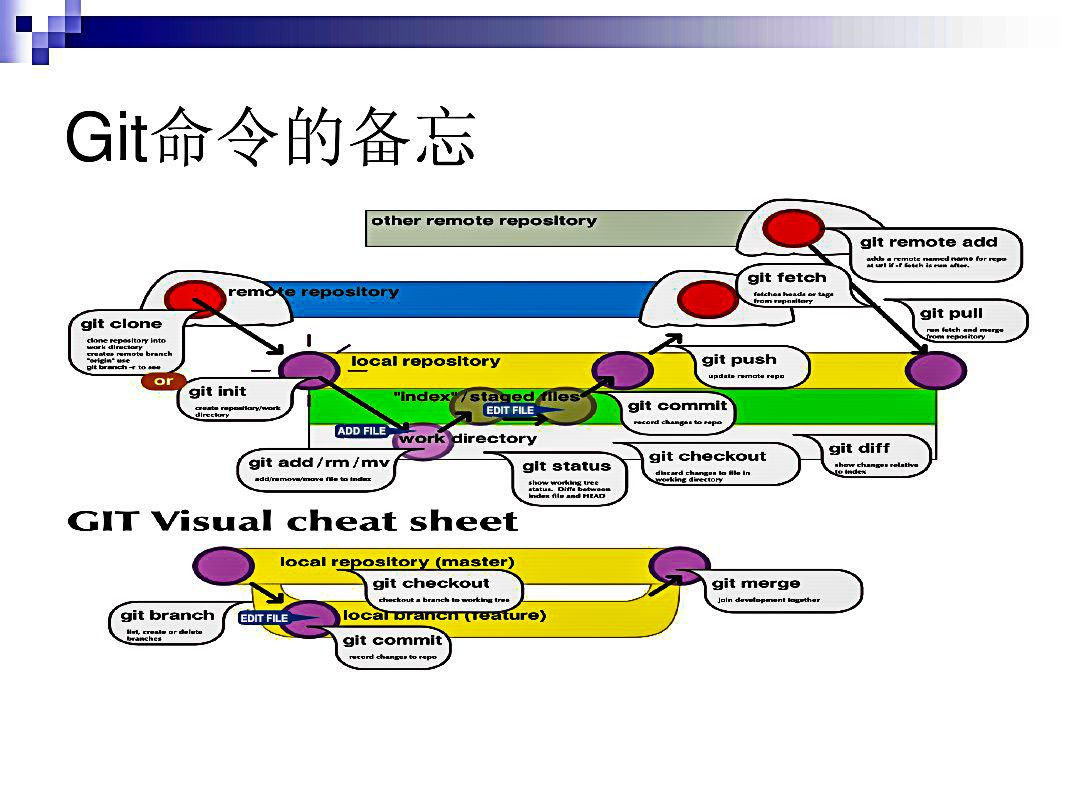 Git命令的备忘
other remote repository
git remote add
adds a remote named name for repo
at url if -f fetch is run after.
git fetch
fetches heads or tags
from repository
remote repository
git pull
run fetch and merge
from repository
git clone
clone repository into
work directory
creates remote branch
"origin" use
git branch -r to see
or
git init
create repository/work
directory
local repository
git push
update remote repo
"Index"/staged files
EDIT FILE
git commit
record changes to repo
ADD FILE
work directory
git add/rm/mv
add/remove/move file to index
git status
show working tree
status. Diffs between
index file and HEAD
git checkout
discard changes to file in
working directory
git diff
show changes relative
to index
GIT Visual cheat sheet
local repository (master)
git checkout
checkout a branch to working tree
git merge
join development together
git branch
list, create or delete
branches
EDIT FILE
local branch (feature)
git commit
record changes to repo